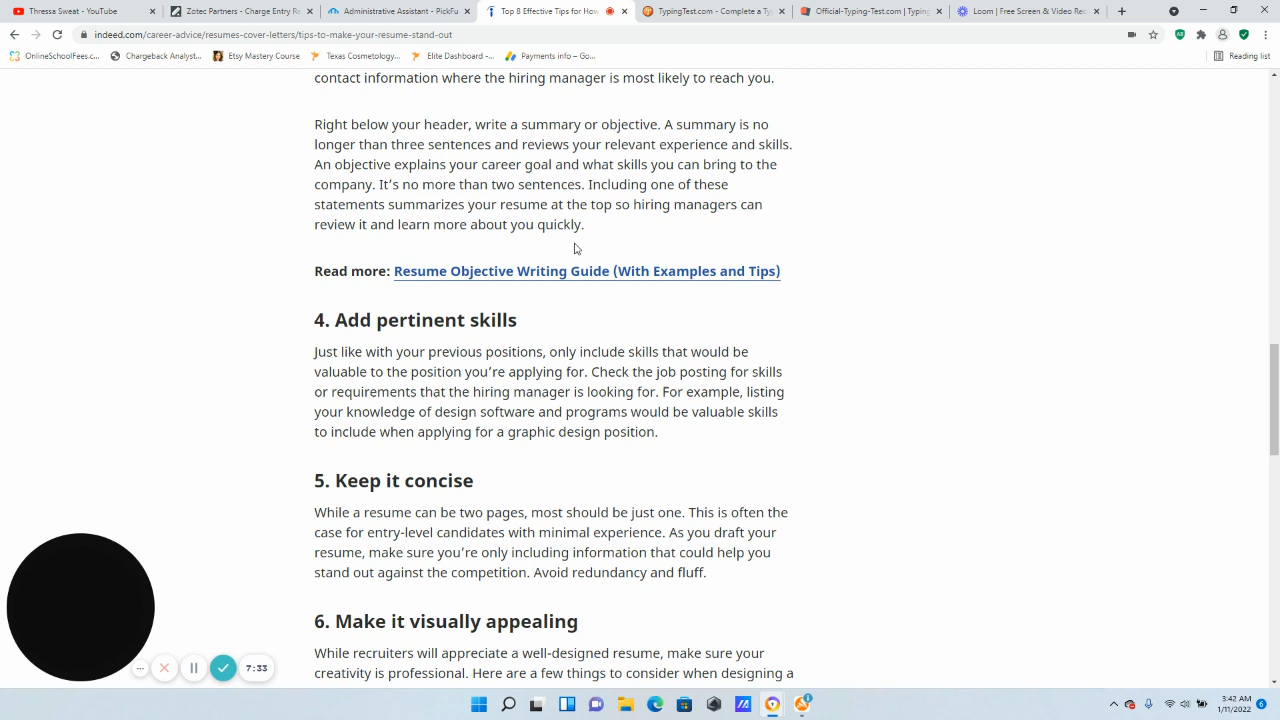 Thressa Sweat - YouTube
Zotec Partners - Charge Entry Re
Administrative Assistant - Pickfu
Top 8 Effective Tips for How
TypingTest.com - Complete a Ty
Official-Typing-Test.com | Typing
Loom | Free Screen & Video Rec
indeed.com/career-advice/resumes-cover-letters/tips-to-make-your-resume-stand-out
OnlineSchoolFees.c...
Chargeback Analyst...
Etsy Mastery Course
Texas Cosmetology...
Elite Dashboard -...
Payments info – Go...
Reading list
contact information where the hiring manager is most likely to reach you.
Right below your header, write a summary or objective. A summary is no
longer than three sentences and reviews your relevant experience and skills.
An objective explains your career goal and what skills you can bring to the
company. It's no more than two sentences. Including one of these
statements summarizes your resume at the top so hiring managers can
review it and learn more about you quickly.
Read more: Resume Objective Writing Guide (With Examples and Tips)
4. Add pertinent skills
Just like with your previous positions, only include skills that would be
valuable to the position you're applying for. Check the job posting for skills
or requirements that the hiring manager is looking for. For example, listing
your knowledge of design software and programs would be valuable skills
to include when applying for a graphic design position.
5. Keep it concise
While a resume can be two pages, most should be just one. This is often the
case for entry-level candidates with minimal experience. As you draft your
resume, make sure you're only including information that could help you
stand out against the competition. Avoid redundancy and fluff.
6. Make it visually appealing
While recruiters will appreciate a well-designed resume, make sure your
creativity is professional. Here are a few things to consider when designing a
7:33
3:42 AM
1/11/2022
6